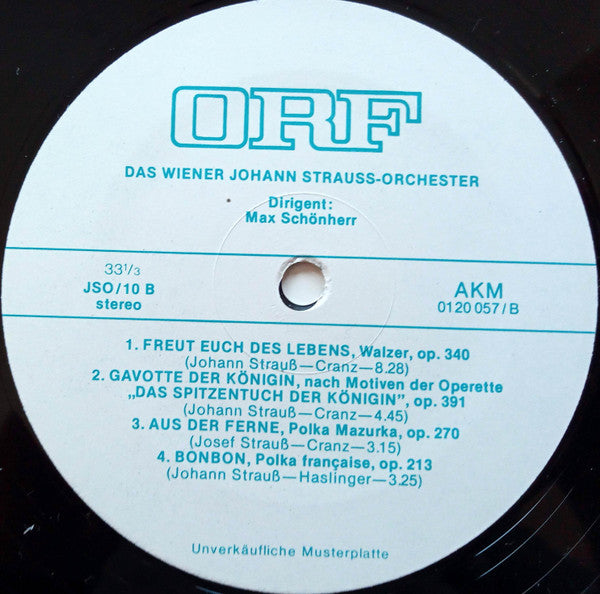 ORF
DAS WIENER JOHANN STRAUSS-ORCHESTER
Dirigent:
Max Schönherr
33 1/3
JSO/10 B
stereo
AKM
0120 057/B
1. FREUT EUCH DES LEBENS, Walzer, op. 340
(Johann Strauß—Cranz—8.28)
2. GAVOTTE DER KÖNIGIN, nach Motiven der Operette
„DAS SPITZENTUCH DER KÖNIGIN”, op. 391
(Johann Strauß—Cranz—4.45)
3. AUS DER FERNE, Polka Mazurka, op. 270
(Josef Strauß—Cranz—3.15)
4. BONBON, Polka française, op. 213
(Johann Strauß—Haslinger—3.25)
Unverkäufliche Musterplatte